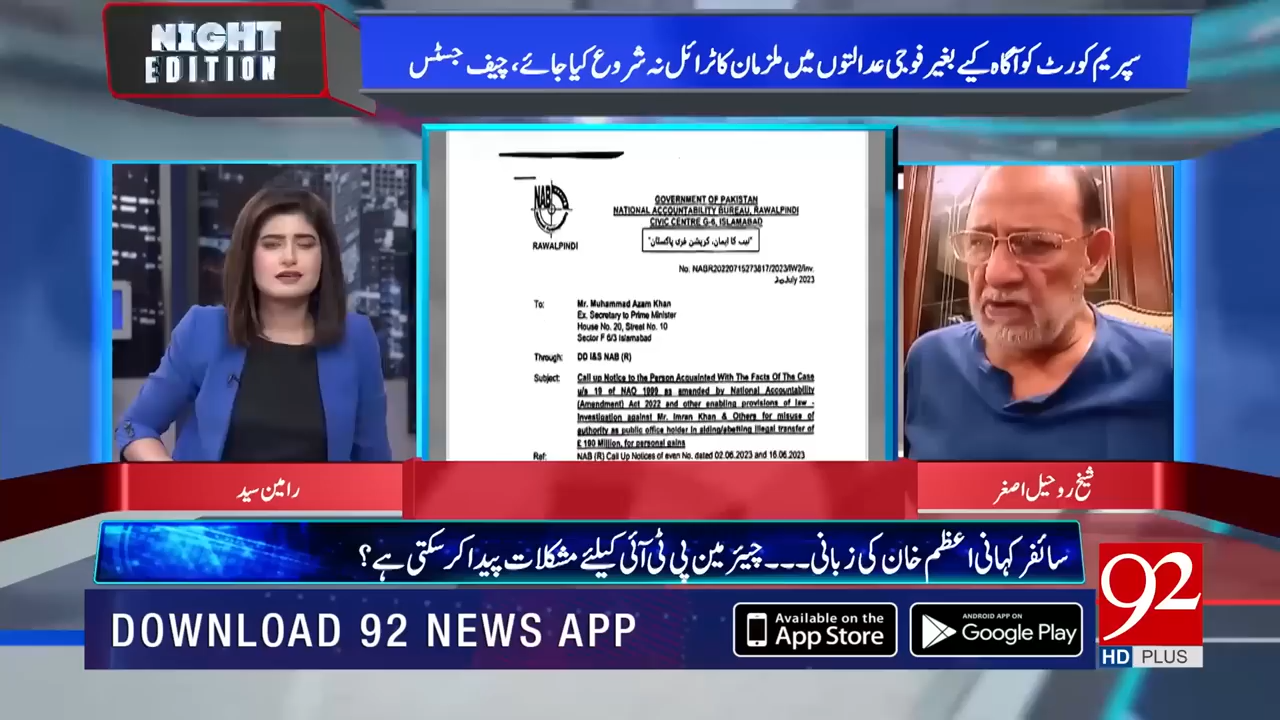 NIGHT
EDITION
سپریم کورٹ کو آگاہ کیے بغیر فوجی عدالتوں میں ملزمان کا ٹرائل نہ شروع کیا جائے، چیف جسٹس
NAB
RAWALPINDI
GOVERNMENT OF PAKISTAN
NATIONAL ACCOUNTABILITY BUREAU, RAWALPINDI
CIVIC CENTRE G-6, ISLAMABAD
"نیب کا ایمان، کرپشن فری پاکستان"
No. NABR20220715273817/2023/IW2/Inv.
20 July 2023
To: Mr. Muhammad Azam Khan
Ex. Secretary to Prime Minister
House No. 20, Street No. 10
Sector F 6/3 Islamabad
Through: DD I&S NAB (R)
Subject: Call up Notice to the Person Acquainted With The Facts Of The Case
u/s 19 of NAO 1999 as amended by National Accountability
(Amendment) Act 2022 and other enabling provisions of law -
Investigation against Mr. Imran Khan & Others for misuse of
authority as public office holder in aiding/abetting illegal transfer of
£ 190 Million, for personal gains
Ref: NAB (R) Call Up Notices of even No. dated 02.06.2023 and 16.06.2023
رامین سید
شیخ روحیل اصغر
سائفر کہانی اعظم خان کی زبانی۔۔۔ چیئرمین پی ٹی آئی کیلئے مشکلات پیدا کر سکتی ہے؟
DOWNLOAD 92 NEWS APP
Available on the
App Store
ANDROID APP ON
Google Play
92
HD PLUS